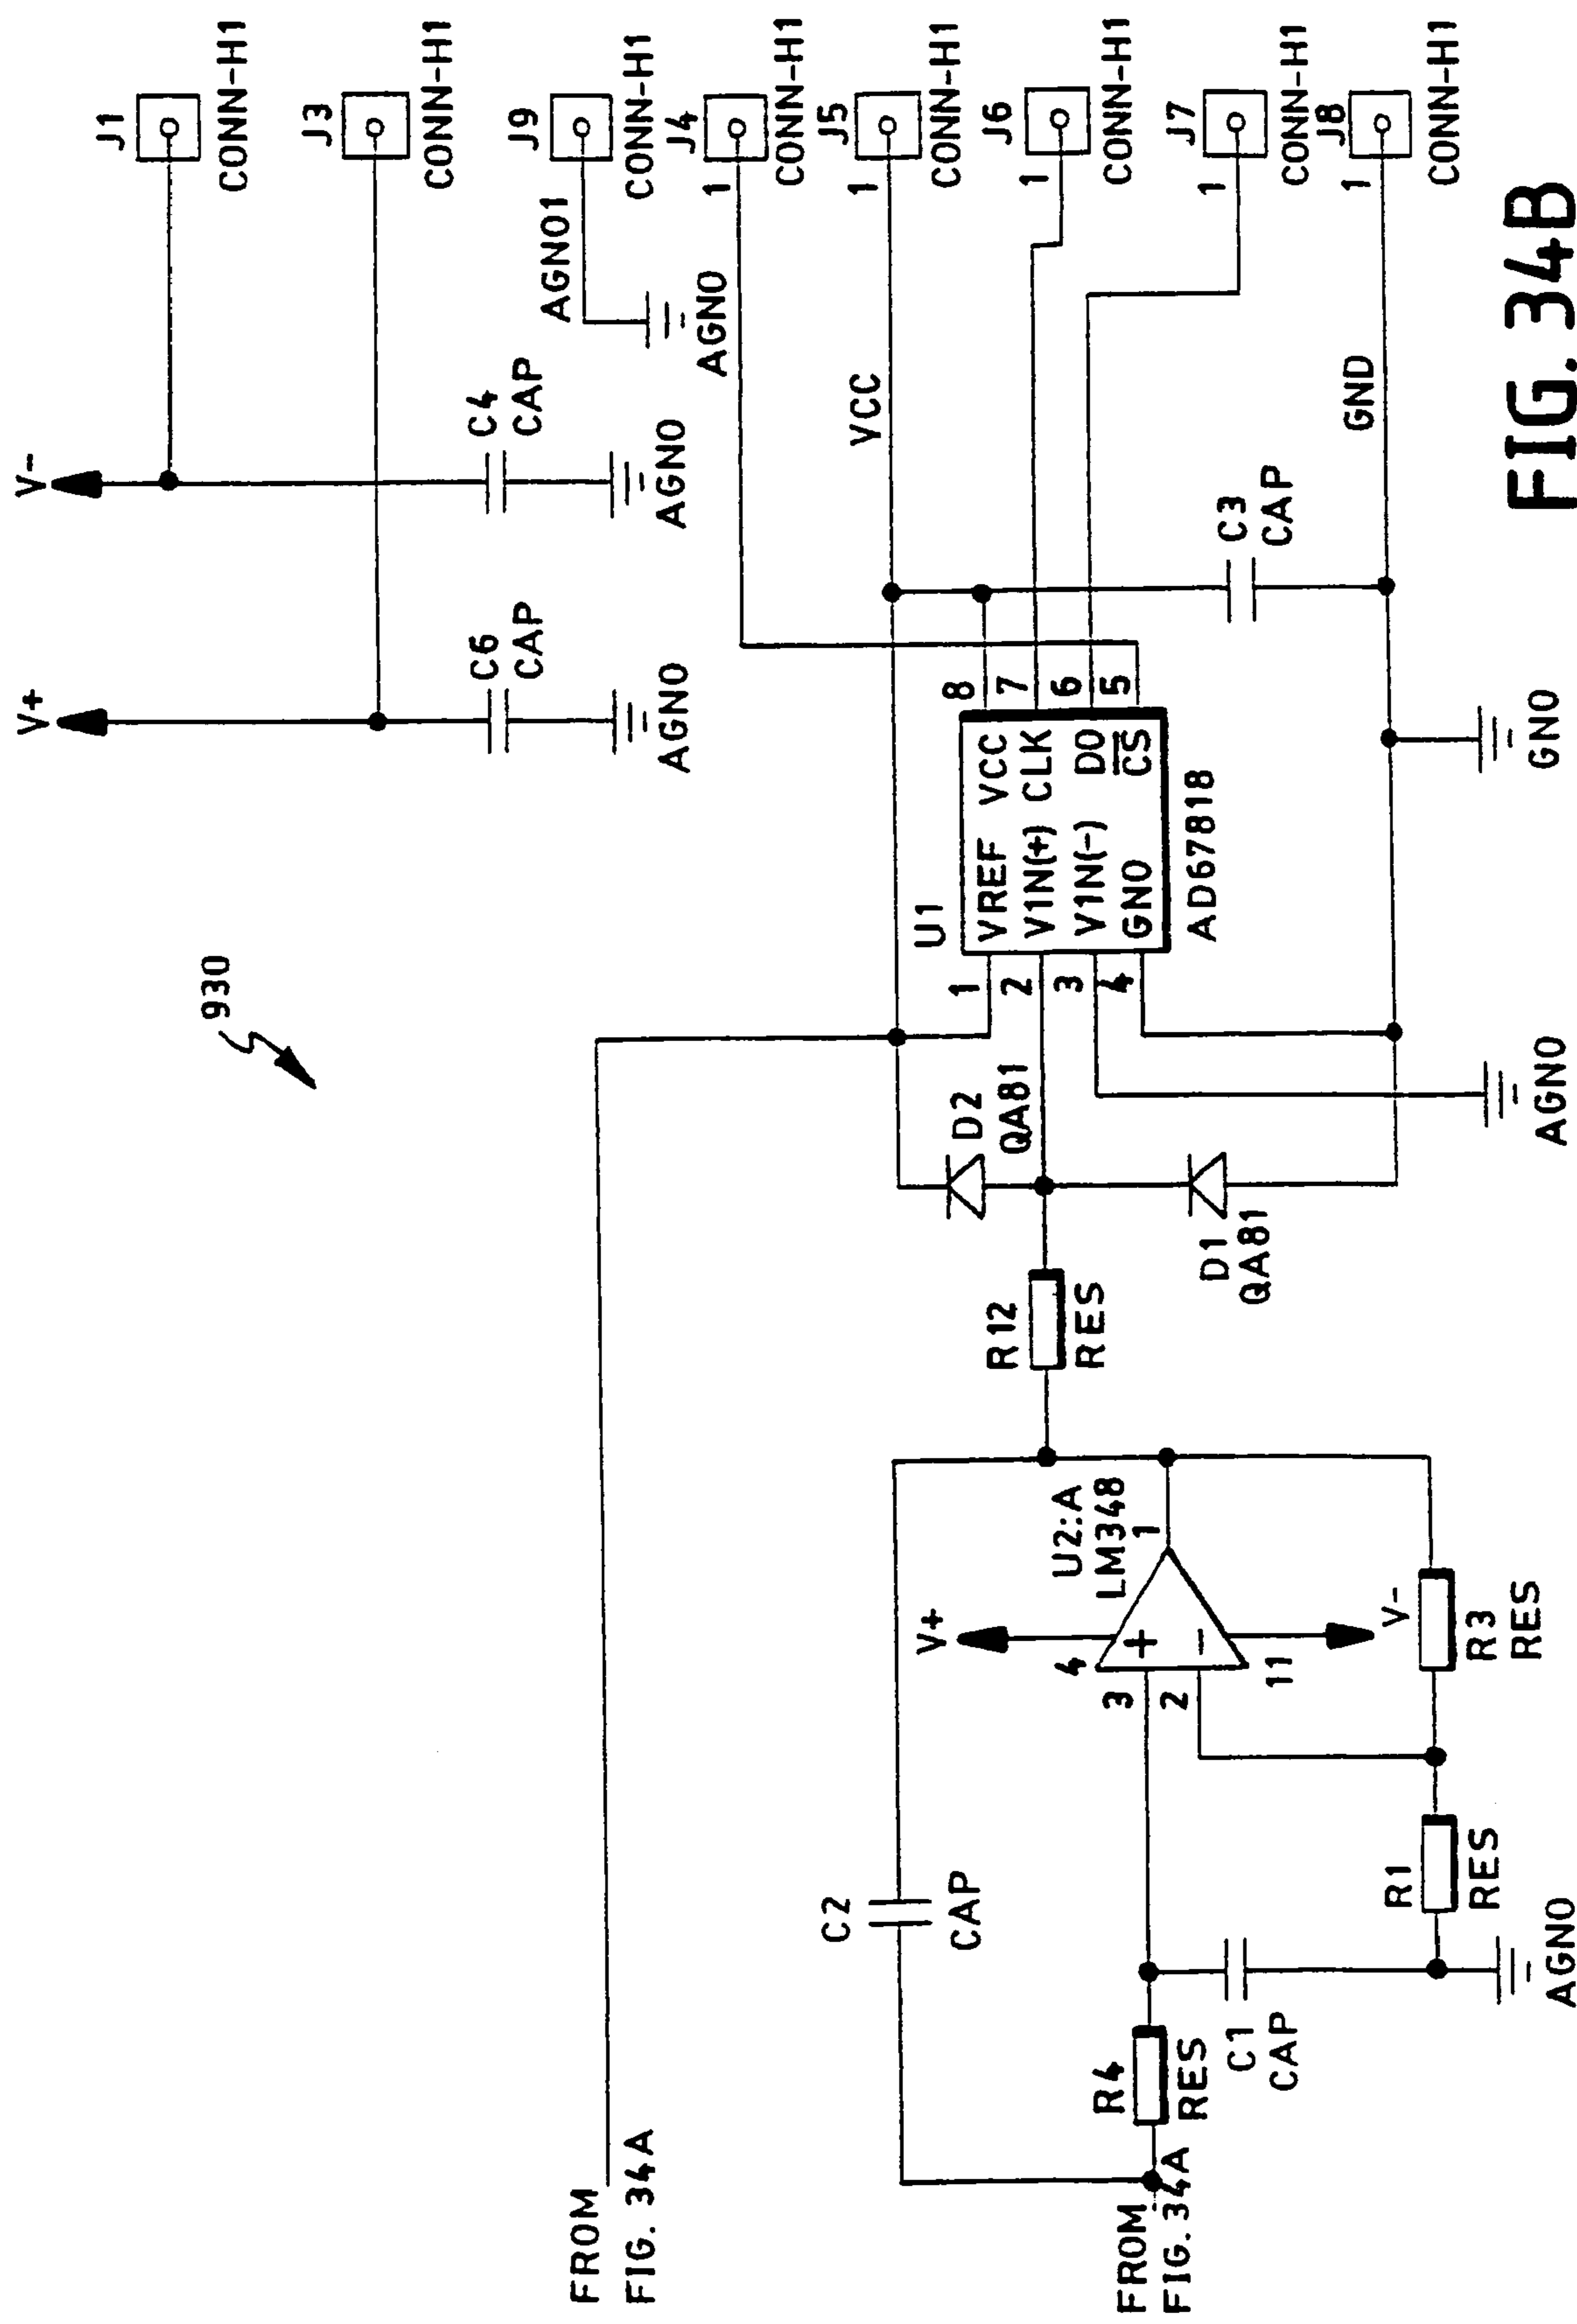 930
V+
V-
J1
CONN-H1
J3
CONN-H1
C6
CAP
C4
CAP
AGNO
AGNO
AGNO1
J9
CONN-H1
AGNO
J4
1
CONN-H1
FROM
FIG. 34A
VCC
J5
1
CONN-H1
C2
CAP
U1
1
2
3
4
VREF VCC
V1N(+) CLK
V1N(-) DO
GNO CS
8
7
6
5
AD67818
J6
1
CONN-H1
D2
QA81
R12
RES
D1
QA81
J7
1
CONN-H1
C3
CAP
GND
J8
1
CONN-H1
U2:A
LM348
V+
4
3
2
+
-
1
11
V-
FROM
FIG. 34A
R4
RES
C1
CAP
R1
RES
R3
RES
AGNO
AGNO
GNO
FIG. 34B